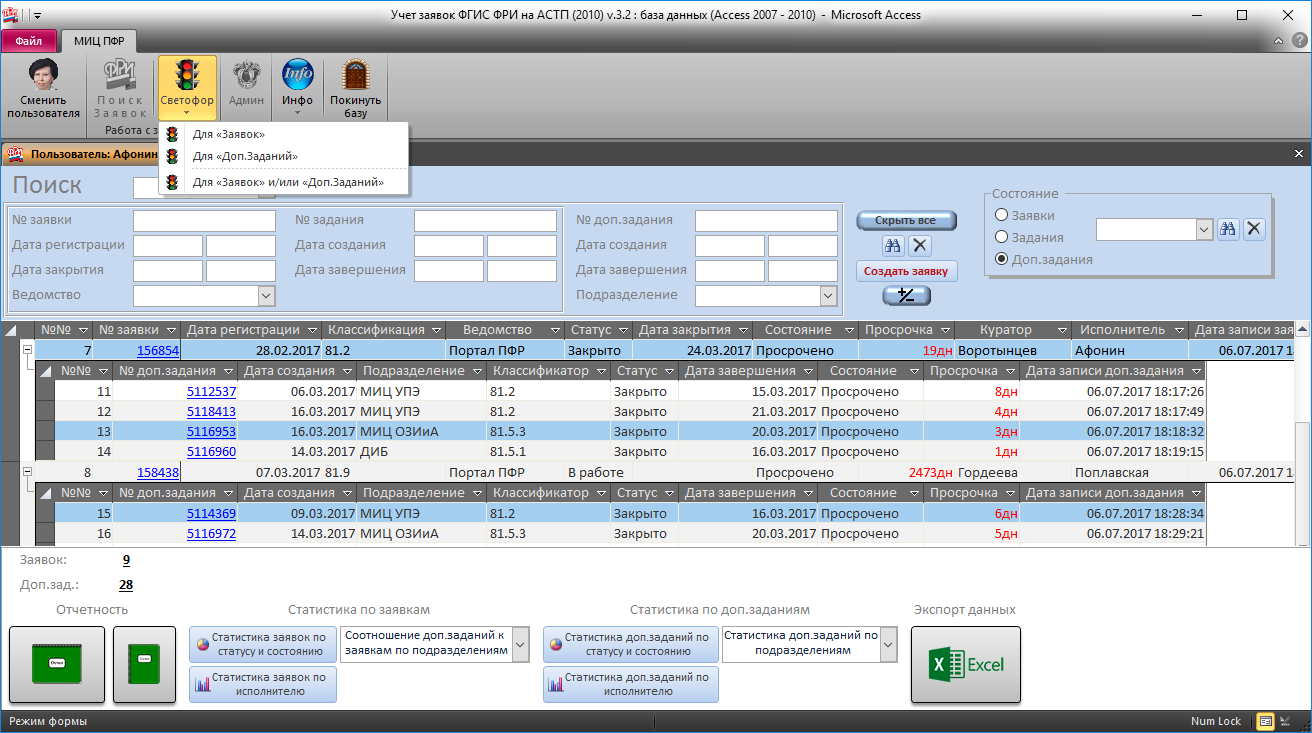 Учет заявок ФГИС ФРИ на АСТП (2010) v.3.2 : база данных (Access 2007 - 2010) - Microsoft Access
Файл МИЦ ПФР
Сменить пользователя
ФРИ
Поиск Заявок
Светофор
Админ
Info
Инфо
Покинуть базу
Работа с з
Для «Заявок»
Для «Доп.Заданий»
Для «Заявок» и/или «Доп.Заданий»
Пользователь: Афонин
Поиск
№ заявки № задания № доп.задания
Дата регистрации Дата создания Дата создания
Дата закрытия Дата завершения Дата завершения
Ведомство Подразделение
Скрыть все
Создать заявку
+/-
Состояние
Заявки
Задания
Доп.задания
№№ № заявки Дата регистрации Классификация Ведомство Статус Дата закрытия Состояние Просрочка Куратор Исполнитель Дата записи зая
7 156854 28.02.2017 81.2 Портал ПФР Закрыто 24.03.2017 Просрочено 19дн Воротынцев Афонин 06.07.2017 1
№№ № доп.задания Дата создания Подразделение Классификатор Статус Дата завершения Состояние Просрочка Дата записи доп.задания
11 5112537 06.03.2017 МИЦ УПЭ 81.2 Закрыто 15.03.2017 Просрочено 8дн 06.07.2017 18:17:26
12 5118413 16.03.2017 МИЦ УПЭ 81.2 Закрыто 21.03.2017 Просрочено 4дн 06.07.2017 18:17:49
13 5116953 16.03.2017 МИЦ ОЗИиА 81.5.3 Закрыто 20.03.2017 Просрочено 3дн 06.07.2017 18:18:32
14 5116960 14.03.2017 ДИБ 81.5.1 Закрыто 16.03.2017 Просрочено 1дн 06.07.2017 18:19:15
8 158438 07.03.2017 81.9 Портал ПФР В работе Просрочено 2473дн Гордеева Поплавская 06.07.2017 1
№№ № доп.задания Дата создания Подразделение Классификатор Статус Дата завершения Состояние Просрочка Дата записи доп.задания
15 5114369 09.03.2017 МИЦ УПЭ 81.2 Закрыто 16.03.2017 Просрочено 6дн 06.07.2017 18:28:34
16 5116972 14.03.2017 МИЦ ОЗИиА 81.5.3 Закрыто 20.03.2017 Просрочено 5дн 06.07.2017 18:29:21
Заявок: 9
Доп.зад.: 28
Отчетность
Статистика по заявкам
Статистика заявок по статусу и состоянию
Соотношение доп.заданий к заявкам по подразделениям
Статистика заявок по исполнителю
Статистика по доп.заданиям
Статистика доп.заданий по статусу и состоянию
Статистика доп.заданий по подразделениям
Статистика доп.заданий по исполнителю
Экспорт данных
Excel
Режим формы Num Lock